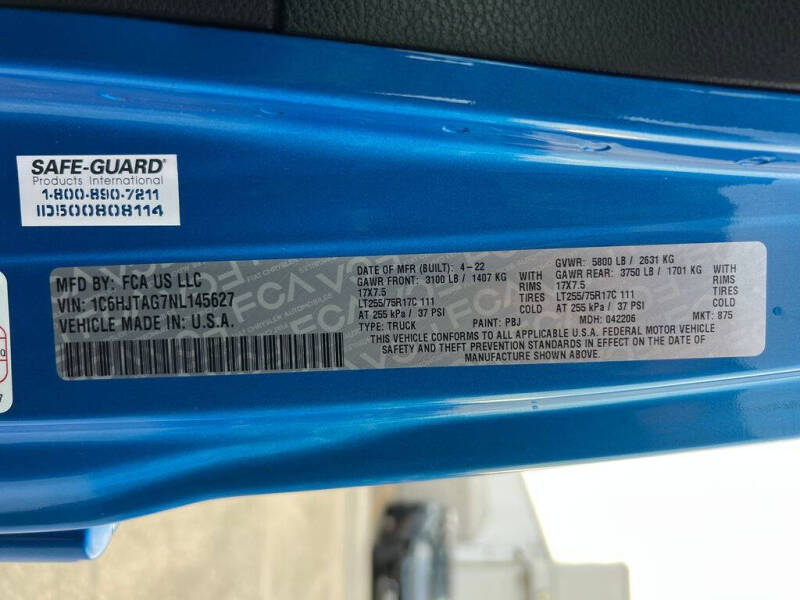 SAFE-GUARD®
Products International
1-800-890-7211
IID500808114
MFD BY: FCA US LLC
VIN: 1C6HJTAG7NL145627
VEHICLE MADE IN: U.S.A.
DATE OF MFR (BUILT): 4-22 GVWR: 5800 LB / 2631 KG
GAWR FRONT: 3100 LB / 1407 KG WITH GAWR REAR: 3750 LB / 1701 KG WITH
17X7.5 RIMS 17X7.5 RIMS
LT255/75R17C 111 TIRES LT255/75R17C 111 TIRES
AT 255 kPa / 37 PSI COLD AT 255 kPa / 37 PSI COLD
TYPE: TRUCK PAINT: PBJ MDH: 042206 MKT: 875
THIS VEHICLE CONFORMS TO ALL APPLICABLE U.S.A. FEDERAL MOTOR VEHICLE
SAFETY AND THEFT PREVENTION STANDARDS IN EFFECT ON THE DATE OF
MANUFACTURE SHOWN ABOVE.